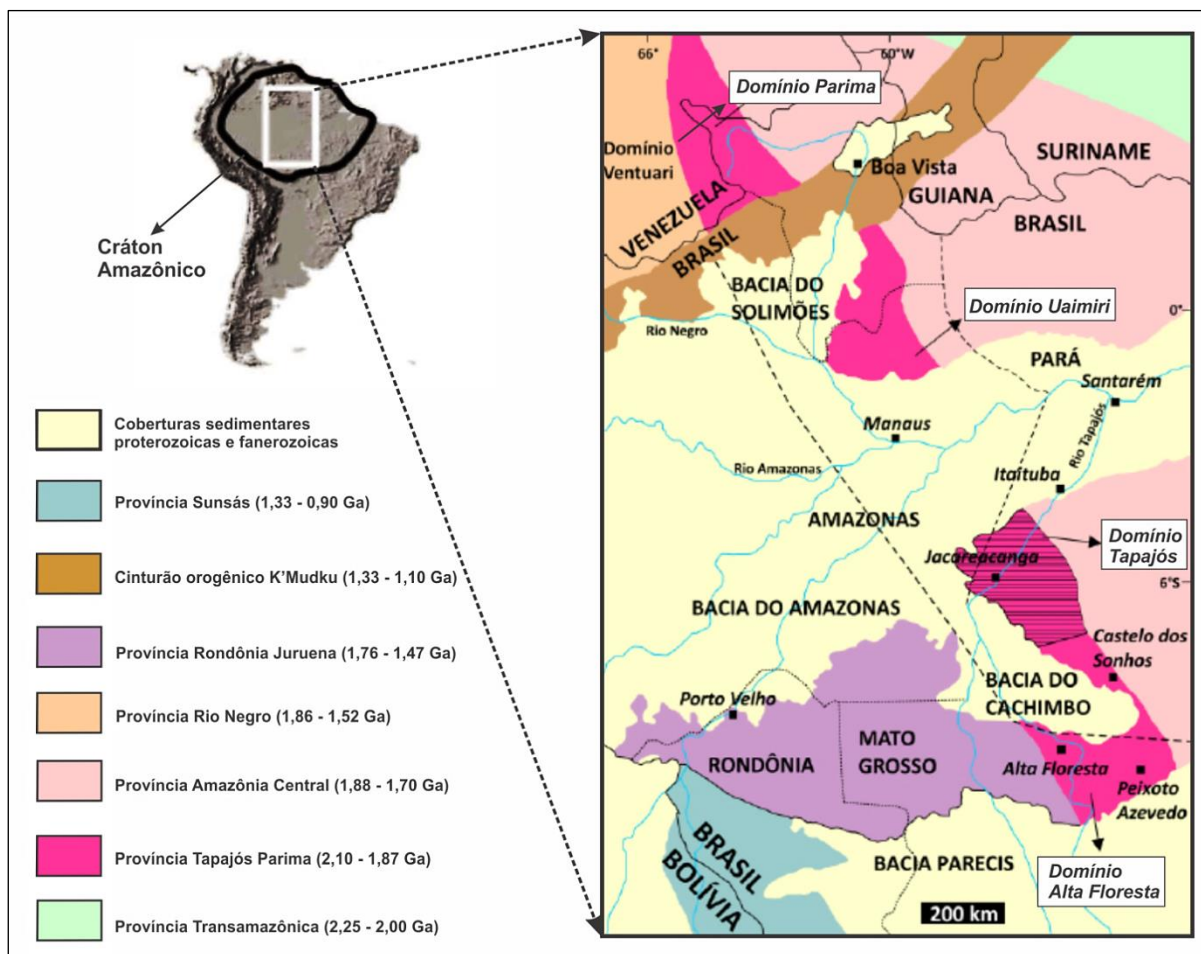 Cráton
Amazônico
Coberturas sedimentares
proterozoicas e fanerozoicas
Província Sunsás (1,33 - 0,90 Ga)
Cinturão orogênico K'Mudku (1,33 - 1,10 Ga)
Província Rondônia Juruena (1,76 - 1,47 Ga)
Província Rio Negro (1,86 - 1,52 Ga)
Província Amazônia Central (1,88 - 1,70 Ga)
Província Tapajós Parima (2,10 - 1,87 Ga)
Província Transamazônica (2,25 - 2,00 Ga)
66°
60°W
Domínio Parima
Domínio
Ventuari
Boa Vista
SURINAME
GUIANA
VENEZUELA
BRASIL
BRASIL
BACIA DO
SOLIMÕES
Domínio Uaimiri
0°
Rio Negro
PARÁ
Santarém
Manaus
Rio Tapajós
Rio Amazonas
Itaituba
AMAZONAS
Domínio
Tapajós
Jacareacanga
6°S
BACIA DO AMAZONAS
Castelo dos
Sonhos
BACIA DO
CACHIMBO
Porto Velho
RONDÔNIA
MATO
GROSSO
Alta Floresta
Peixoto
Azevedo
BRASIL
BOLÍVIA
BACIA PARECIS
Domínio
Alta Floresta
200 km